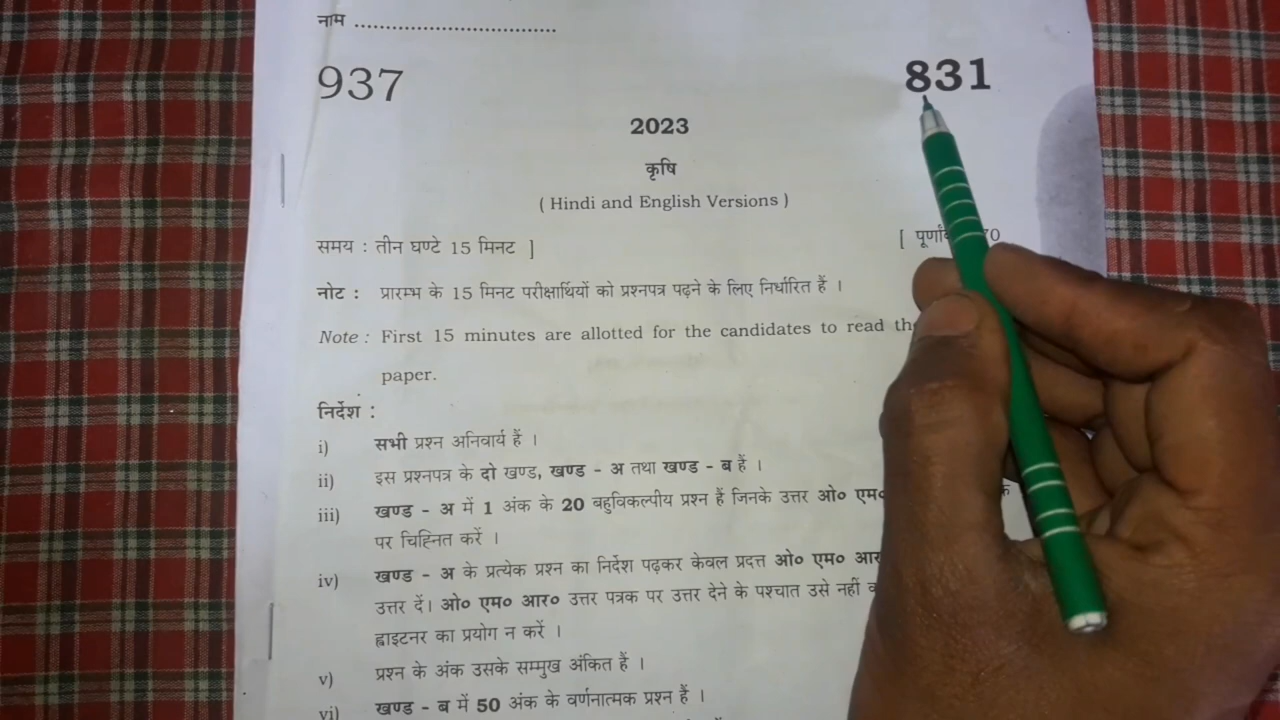 नाम ..................................
937 831
2023
कृषि
( Hindi and English Versions )
समय : तीन घण्टे 15 मिनट ] [ 70
नोट : प्रारम्भ के 15 मिनट परीक्षार्थियों को प्रश्नपत्र पढ़ने के लिए निर्धारित हैं ।
Note : First 15 minutes are allotted for the candidates to read
paper.
निर्देश :
i) सभी प्रश्न अनिवार्य हैं ।
ii) इस प्रश्नपत्र के दो खण्ड, खण्ड - अ तथा खण्ड - ब हैं ।
iii) खण्ड - अ में 1 अंक के 20 बहुविकल्पीय प्रश्न हैं जिनके उत्तर ओ०
पर चिह्नित करें ।
iv) खण्ड - अ के प्रत्येक प्रश्न का निर्देश पढ़कर केवल प्रदत्त ओ० एम० आर
उत्तर दें। ओ० एम० आर० उत्तर पत्रक पर उत्तर देने के पश्चात उसे नहीं
ह्वाइटनर का प्रयोग न करें ।
v) प्रश्न के अंक उसके सम्मुख अंकित हैं ।
vi) खण्ड - ब में 50 अंक के वर्णनात्मक प्रश्न हैं ।